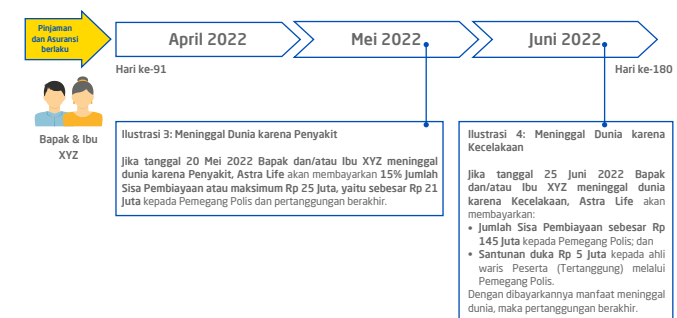 Pinjaman
dan Asuransi
berlaku
April 2022
Mei 2022
Juni 2022
Hari ke-91
Hari ke-180
Bapak & Ibu
XYZ
Ilustrasi 3: Meninggal Dunia karena Penyakit
Jika tanggal 20 Mei 2022 Bapak dan/atau Ibu XYZ meninggal
dunia karena Penyakit, Astra Life akan membayarkan 15% Jumlah
Sisa Pembiayaan atau maksimum Rp 25 Juta, yaitu sebesar Rp 21
Juta kepada Pemegang Polis dan pertanggungan berakhir.
Ilustrasi 4: Meninggal Dunia karena
Kecelakaan
Jika tanggal 25 Juni 2022 Bapak
dan/atau Ibu XYZ meninggal dunia
karena Kecelakaan, Astra Life akan
membayarkan:
• Jumlah Sisa Pembiayaan sebesar Rp
145 Juta kepada Pemegang Polis; dan
• Santunan duka Rp 5 Juta kepada ahli
waris Peserta (Tertanggung) melalui
Pemegang Polis.
Dengan dibayarkannya manfaat meninggal
dunia, maka pertanggungan berakhir.